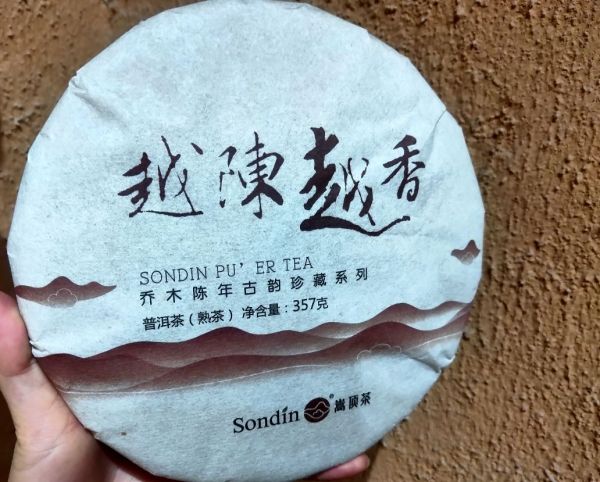 越陳越香
SONDIN PU’ER TEA
乔木陈年古韵珍藏系列
普洱茶（熟茶） 净含量：357克
Sondin® 嵩顶茶